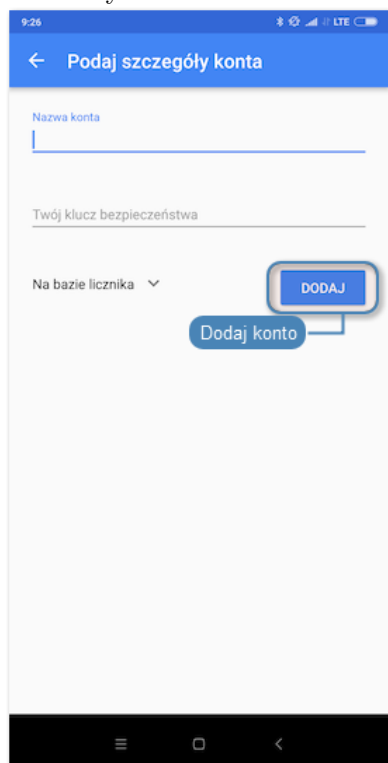 9:26 LTE
Podaj szczegóły konta
Nazwa konta
Twój klucz bezpieczeństwa
Na bazie licznika
DODAJ
Dodaj konto